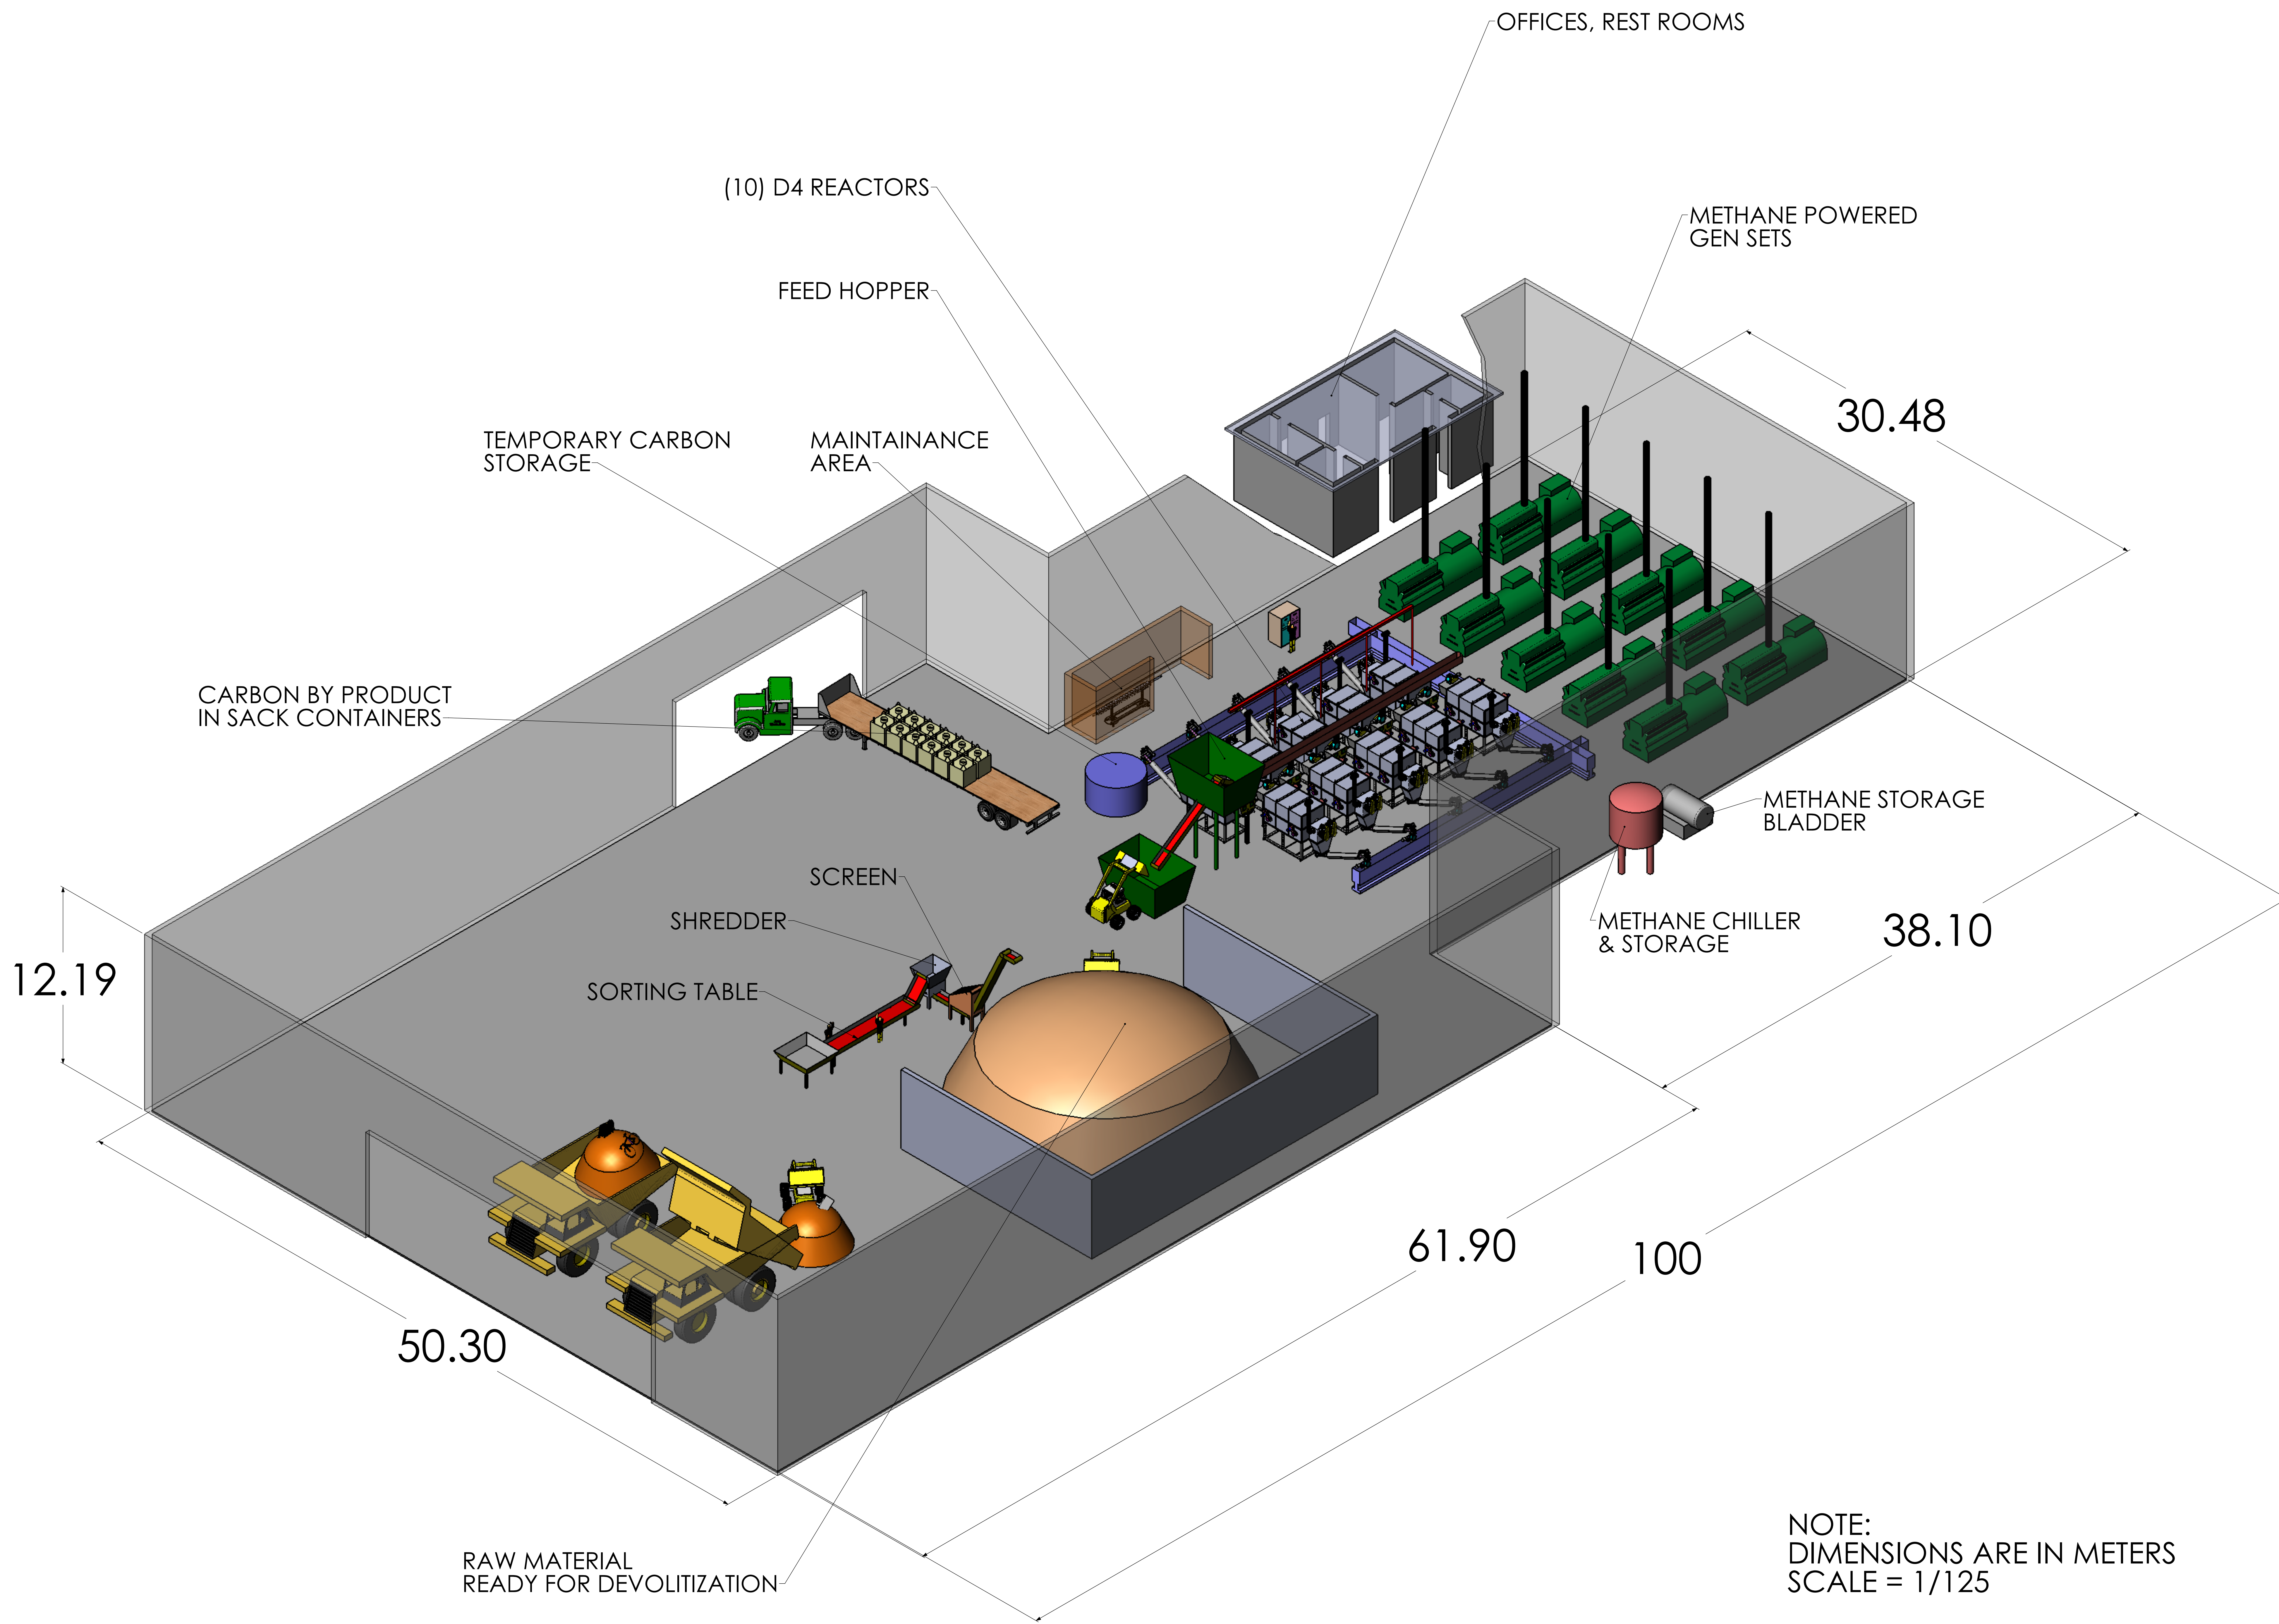 OFFICES, REST ROOMS
(10) D4 REACTORS
METHANE POWERED
GEN SETS
FEED HOPPER
30.48
TEMPORARY CARBON
STORAGE
MAINTAINANCE
AREA
CARBON BY PRODUCT
IN SACK CONTAINERS
METHANE STORAGE
BLADDER
SCREEN
SHREDDER
METHANE CHILLER
& STORAGE
38.10
12.19
SORTING TABLE
61.90
100
50.30
RAW MATERIAL
READY FOR DEVOLITIZATION
NOTE:
DIMENSIONS ARE IN METERS
SCALE = 1/125